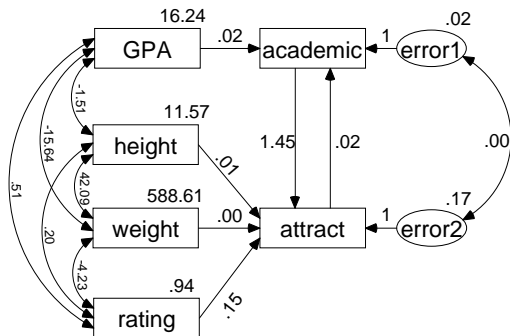 16.24
.02
GPA
.02
academic
1
error1
-1.51
11.57
-15.64
height
1.45
.02
.00
.01
.51
42.09
588.61
.17
.20
weight
.00
attract
1
error2
-4.23
.94
.15
rating